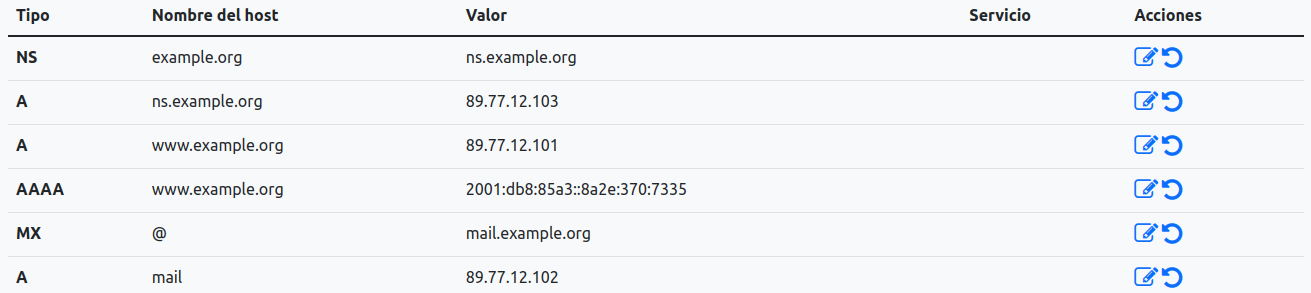 Tipo Nombre del host Valor Servicio Acciones
NS example.org ns.example.org
A ns.example.org 89.77.12.103
A www.example.org 89.77.12.101
AAAA www.example.org 2001:db8:85a3::8a2e:370:7335
MX @ mail.example.org
A mail 89.77.12.102